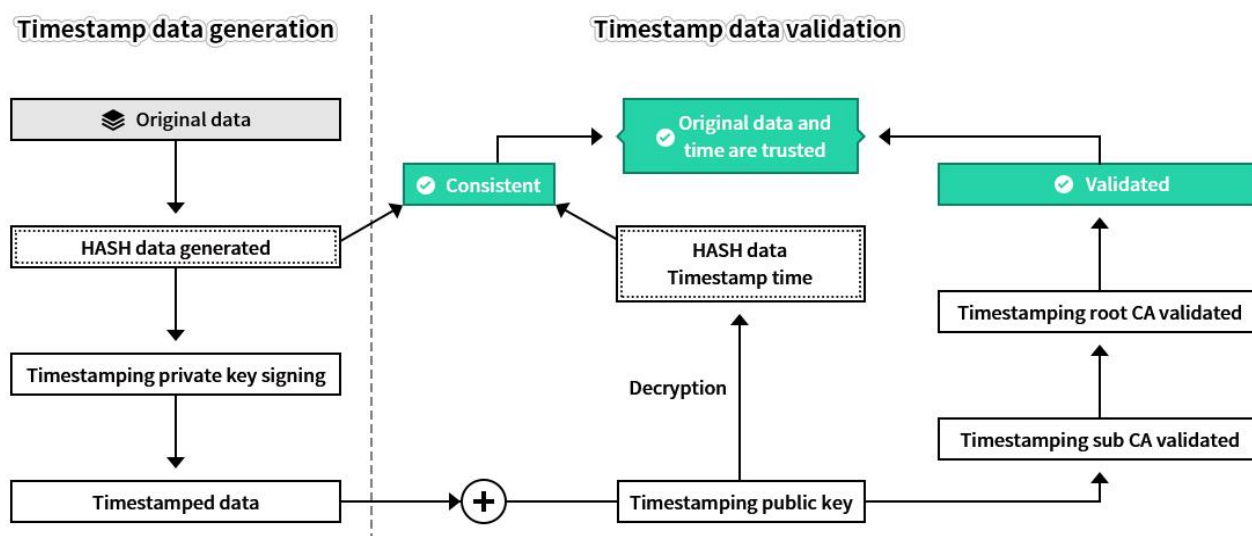 Timestamp data generation
Timestamp data validation
Original data
Original data and
time are trusted
Consistent
Validated
HASH data generated
HASH data
Timestamp time
Timestamping root CA validated
Timestamping private key signing
Decryption
Timestamping sub CA validated
Timestamped data
Timestamping public key